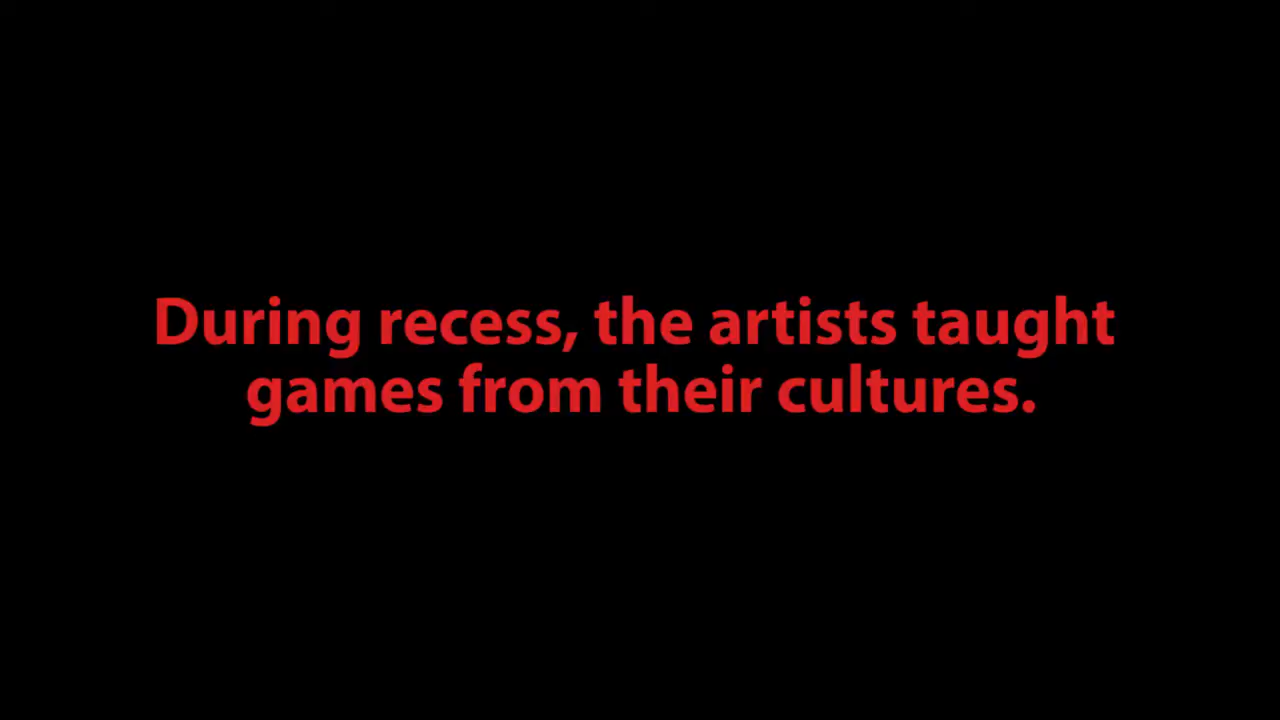 During recess, the artists taught
games from their cultures.